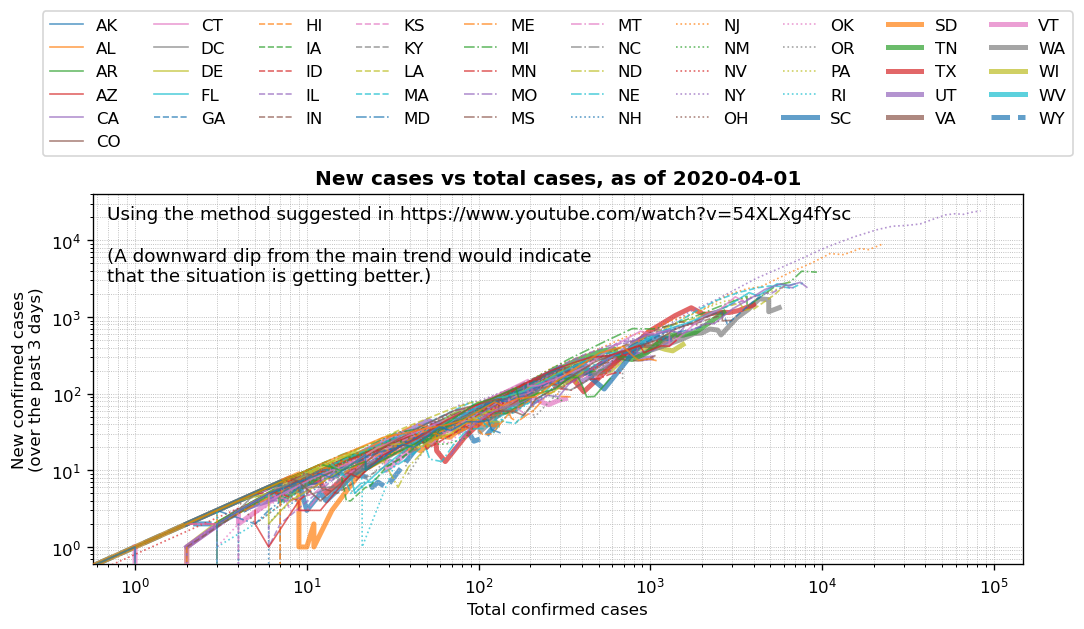 AK CT HI KS ME MT NJ OK SD VT
AL DC IA KY MI NC NM OR TN WA
AR DE ID LA MN ND NV PA TX WI
AZ FL IL MA MO NE NY RI UT WV
CA GA IN MD MS NH OH SC VA WY
CO
New cases vs total cases, as of 2020-04-01
Using the method suggested in https://www.youtube.com/watch?v=54XLXg4fYsc
(A downward dip from the main trend would indicate
that the situation is getting better.)
New confirmed cases
(over the past 3 days)
10⁴
10³
10²
10¹
10⁰
10⁰ 10¹ 10² 10³ 10⁴ 10⁵
Total confirmed cases